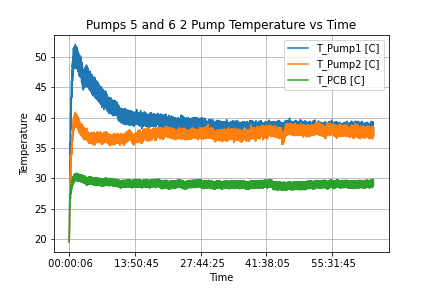 Pumps 5 and 6 2 Pump Temperature vs Time
T_Pump1 [C]
T_Pump2 [C]
T_PCB [C]
Temperature
50
45
40
35
30
25
20
00:00:06 13:50:45 27:44:25 41:38:05 55:31:45
Time